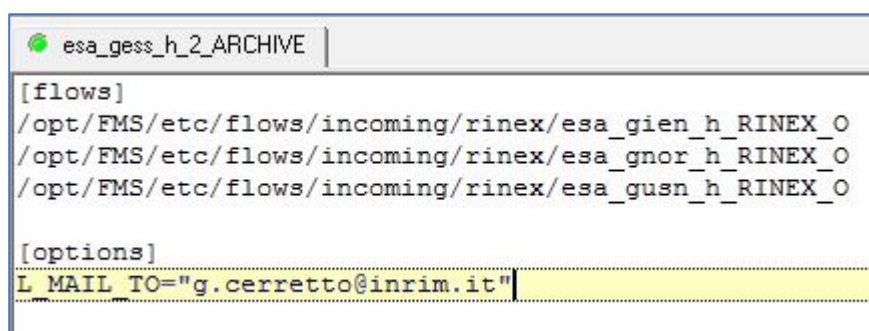 esa_gess_h_2_ARCHIVE
[flows]
/opt/FMS/etc/flows/incoming/rinex/esa_gien_h_RINEX_O
/opt/FMS/etc/flows/incoming/rinex/esa_gnor_h_RINEX_O
/opt/FMS/etc/flows/incoming/rinex/esa_gusn_h_RINEX_O
[options]
L_MAIL_TO="g.cerretto@inrim.it"